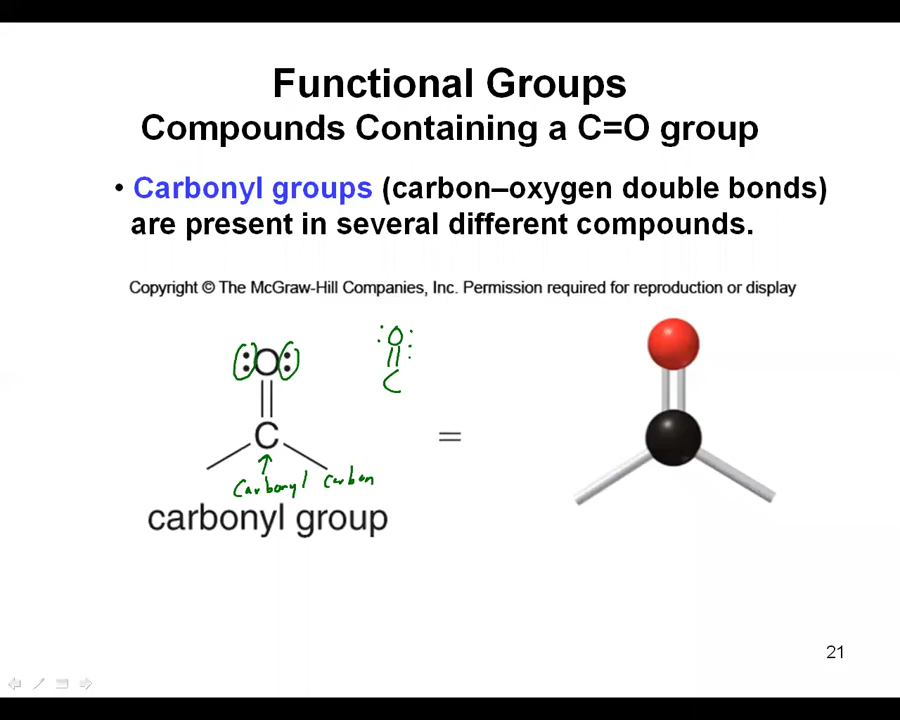 Functional Groups
Compounds Containing a C=O group
• Carbonyl groups (carbon–oxygen double bonds)
are present in several different compounds.
Copyright © The McGraw-Hill Companies, Inc. Permission required for reproduction or display
:O:
C
O
C
=
Carbonyl carbon
carbonyl group
21